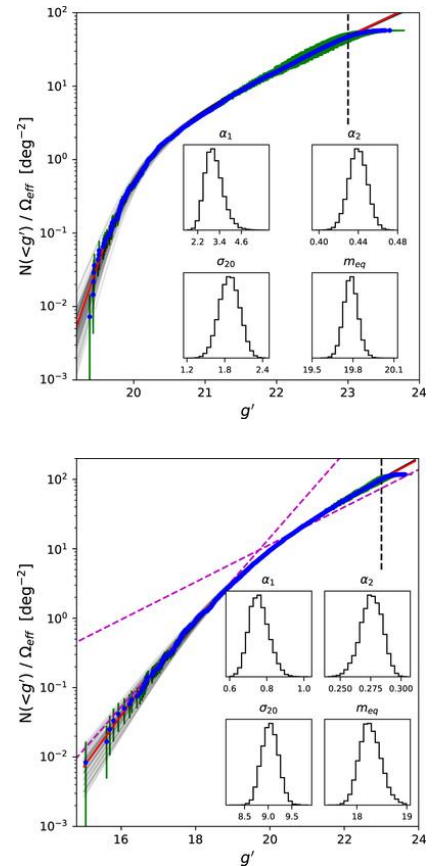 10²
10¹
10⁰
10⁻¹
10⁻²
10⁻³
N(<g′) / Ω_eff [deg⁻²]
α₁
2.2 3.4 4.6
α₂
0.40 0.44 0.48
σ₂₀
1.2 1.8 2.4
m_eq
19.5 19.8 20.1
20 21 22 23 24
g′
10²
10¹
10⁰
10⁻¹
10⁻²
10⁻³
N(<g′) / Ω_eff [deg⁻²]
α₁
0.6 0.8 1.0
α₂
0.250 0.275 0.300
σ₂₀
8.5 9.0 9.5
m_eq
18 19
16 18 20 22 24
g′